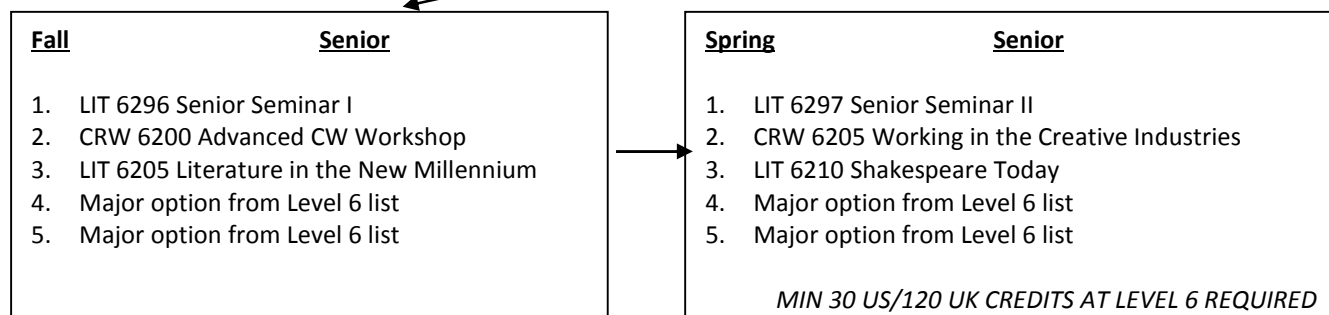 Fall Senior
1. LIT 6296 Senior Seminar I
2. CRW 6200 Advanced CW Workshop
3. LIT 6205 Literature in the New Millennium
4. Major option from Level 6 list
5. Major option from Level 6 list
Spring Senior
1. LIT 6297 Senior Seminar II
2. CRW 6205 Working in the Creative Industries
3. LIT 6210 Shakespeare Today
4. Major option from Level 6 list
5. Major option from Level 6 list
MIN 30 US/120 UK CREDITS AT LEVEL 6 REQUIRED